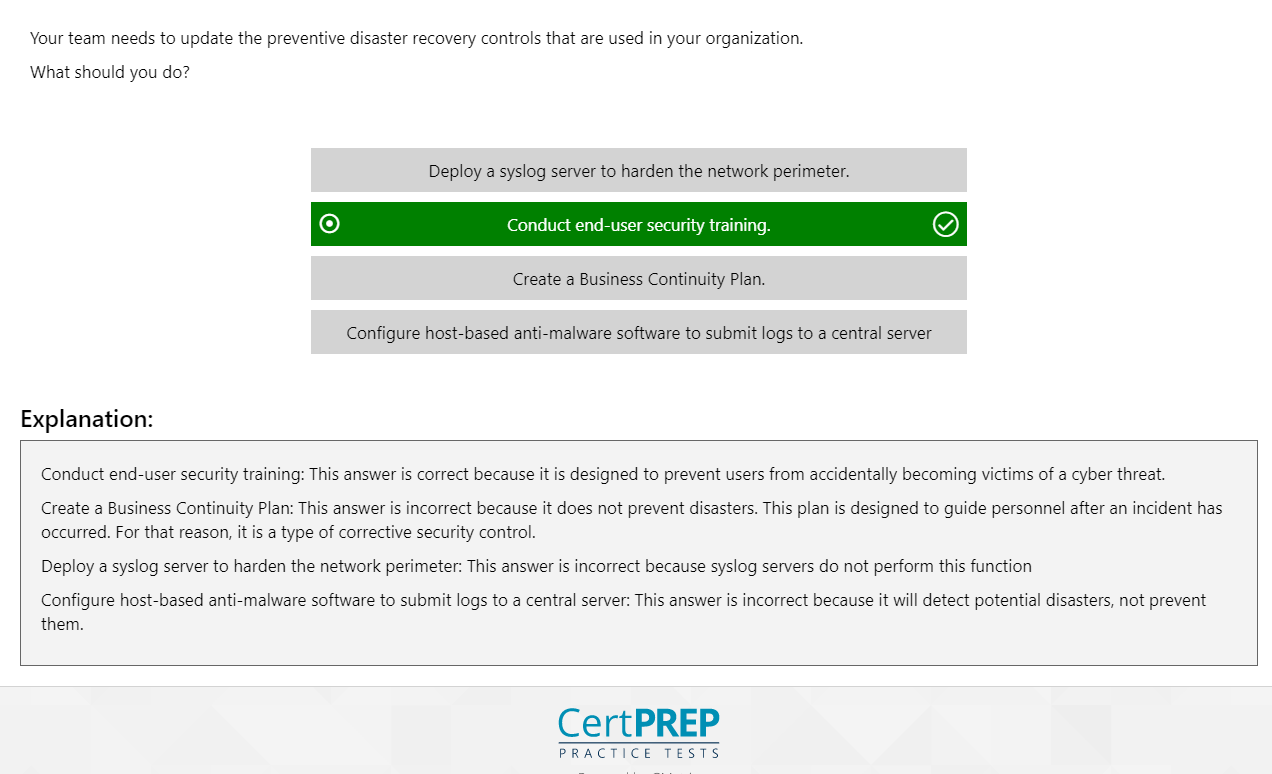 Your team needs to update the preventive disaster recovery controls that are used in your organization.
What should you do?
Deploy a syslog server to harden the network perimeter.
Conduct end-user security training.
Create a Business Continuity Plan.
Configure host-based anti-malware software to submit logs to a central server
Explanation:
Conduct end-user security training: This answer is correct because it is designed to prevent users from accidentally becoming victims of a cyber threat.
Create a Business Continuity Plan: This answer is incorrect because it does not prevent disasters. This plan is designed to guide personnel after an incident has
occurred. For that reason, it is a type of corrective security control.
Deploy a syslog server to harden the network perimeter: This answer is incorrect because syslog servers do not perform this function
Configure host-based anti-malware software to submit logs to a central server: This answer is incorrect because it will detect potential disasters, not prevent
them.
CertPREP
PRACTICE TESTS